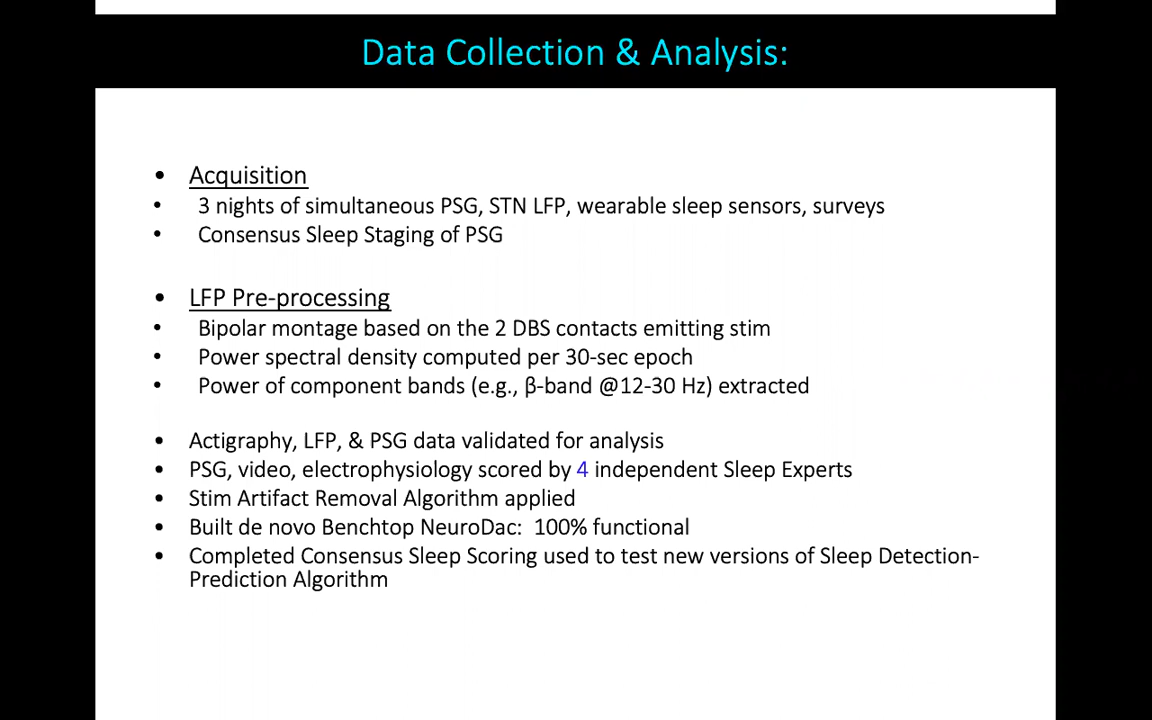 Data Collection & Analysis:
• Acquisition
• 3 nights of simultaneous PSG, STN LFP, wearable sleep sensors, surveys
• Consensus Sleep Staging of PSG
• LFP Pre-processing
• Bipolar montage based on the 2 DBS contacts emitting stim
• Power spectral density computed per 30-sec epoch
• Power of component bands (e.g., β-band @12-30 Hz) extracted
• Actigraphy, LFP, & PSG data validated for analysis
• PSG, video, electrophysiology scored by 4 independent Sleep Experts
• Stim Artifact Removal Algorithm applied
• Built de novo Benchtop NeuroDac: 100% functional
• Completed Consensus Sleep Scoring used to test new versions of Sleep Detection-
Prediction Algorithm